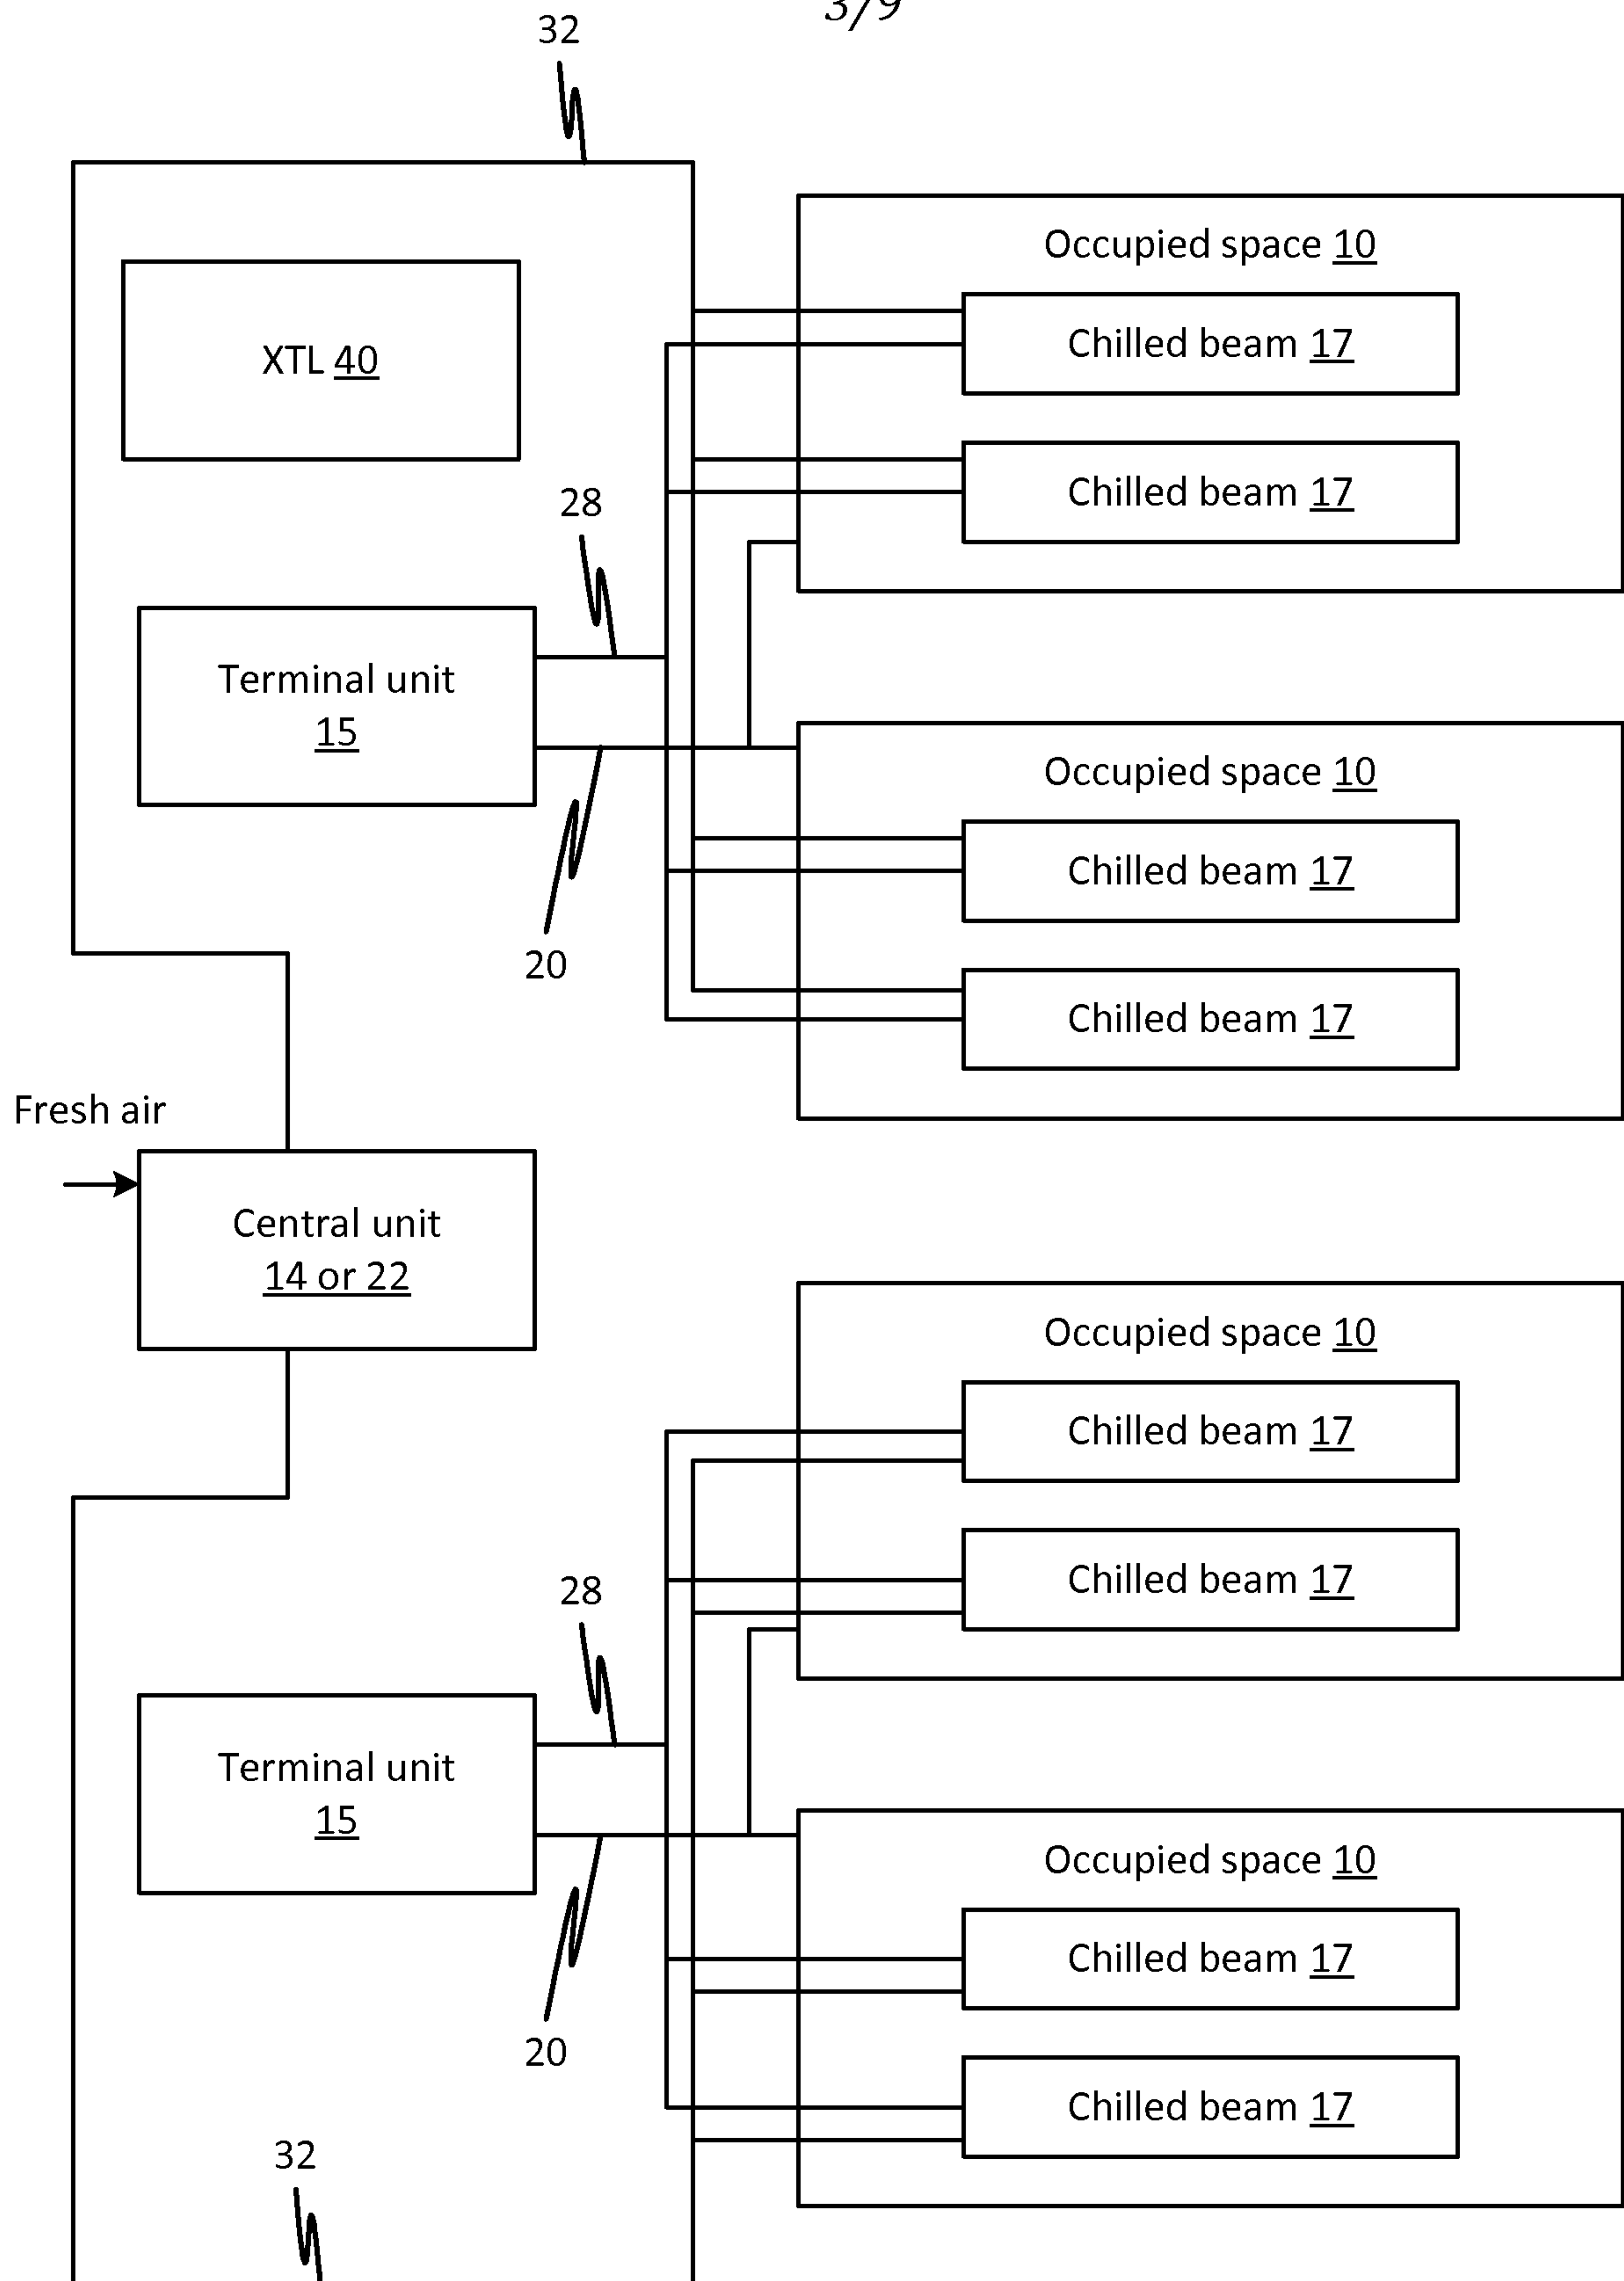 3/9
32
Occupied space 10
Chilled beam 17
XTL 40
Chilled beam 17
28
Terminal unit
15
Occupied space 10
Chilled beam 17
20
Chilled beam 17
Fresh air
Central unit
14 or 22
Occupied space 10
Chilled beam 17
Chilled beam 17
28
Terminal unit
15
Occupied space 10
Chilled beam 17
20
Chilled beam 17
32